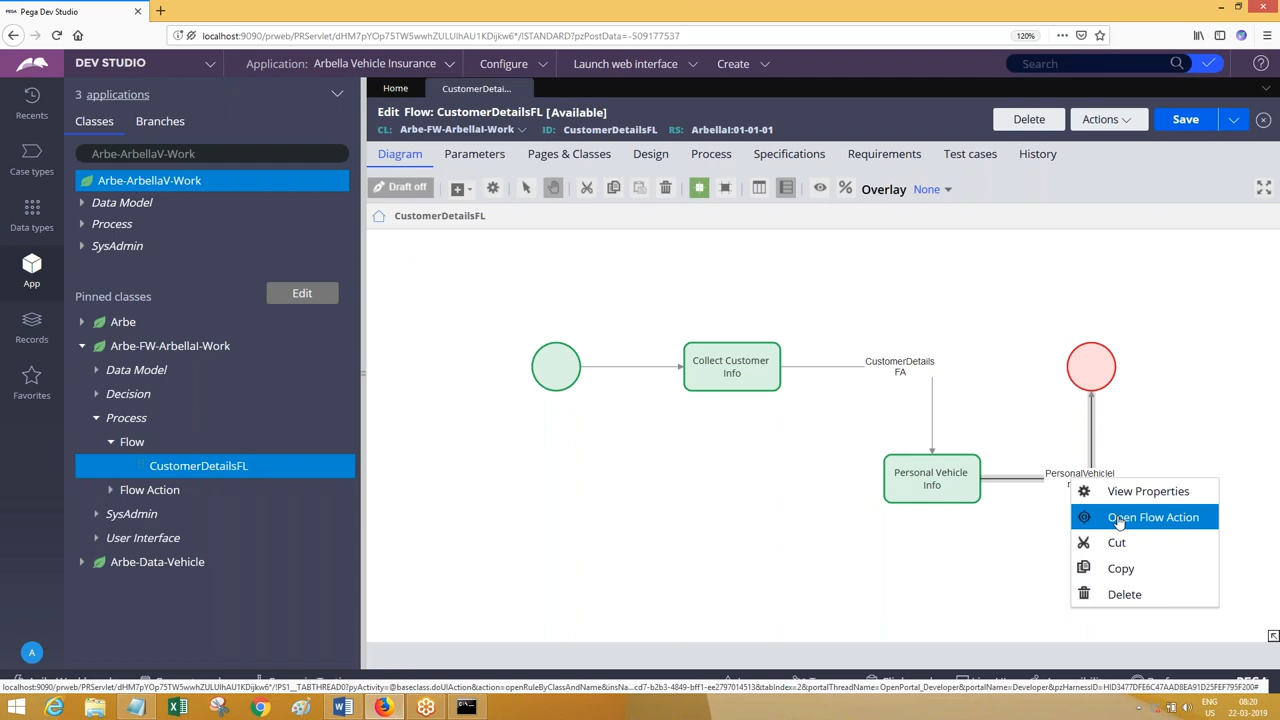 Pega Dev Studio
localhost:9090/prweb/PRServlet/dHM7pYOp75TW5wwhZULUlhAU1KDijkw6*/!STANDARD?pzPostData=-509177537
120%
DEV STUDIO
Application: Arbella Vehicle Insurance
Configure
Launch web interface
Create
Search
Recents
Case types
Data types
App
Records
Favorites
A
3 applications
Classes
Branches
Arbe-ArbellaV-Work
Arbe-ArbellaV-Work
Data Model
Process
SysAdmin
Pinned classes
Edit
Arbe
Arbe-FW-ArbellaI-Work
Data Model
Decision
Process
Flow
CustomerDetailsFL
Flow Action
SysAdmin
User Interface
Arbe-Data-Vehicle
Home
CustomerDetai...
Edit Flow: CustomerDetailsFL [Available]
CL: Arbe-FW-ArbellaI-Work ID: CustomerDetailsFL RS: ArbellaI:01-01-01
Delete
Actions
Save
Diagram
Parameters
Pages & Classes
Design
Process
Specifications
Requirements
Test cases
History
Draft off
Overlay None
CustomerDetailsFL
Collect Customer
Info
CustomerDetails
FA
Personal Vehicle
Info
PersonalVehicleI
View Properties
Open Flow Action
Cut
Copy
Delete
ENG
US
08:20
22-03-2019